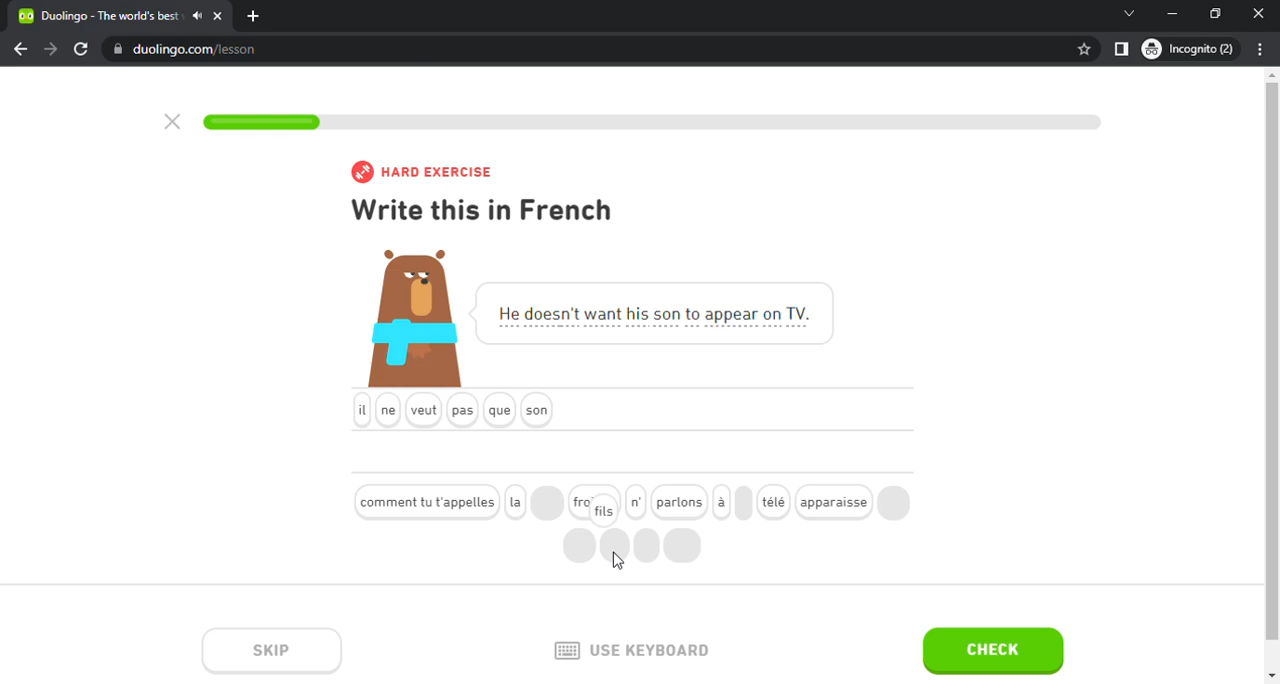 Duolingo - The world's best
duolingo.com/lesson
Incognito (2)
HARD EXERCISE
Write this in French
He doesn't want his son to appear on TV.
il ne veut pas que son
comment tu t'appelles la fils n' parlons à télé apparaisse
SKIP
USE KEYBOARD
CHECK